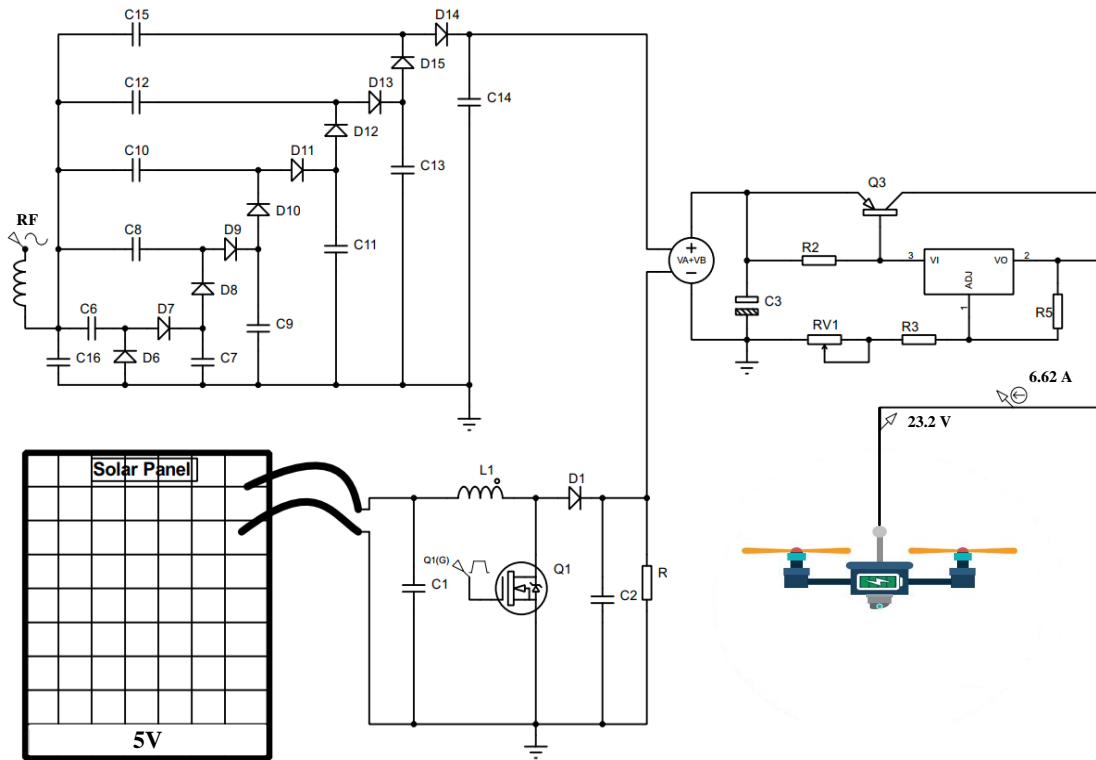 C15
D14
D15
C12
D13
C14
D12
C10
D11
C13
Q3
D10
RF
C8
D9
C11
R2
VA+VB
+
−
3
VI
VO
2
ADJ
1
D8
C3
C6
D7
C9
RV1
R3
R5
C16
D6
C7
6.62 A
23.2 V
Solar Panel
L1
D1
Q1(G)
Q1
C1
C2
R
5V